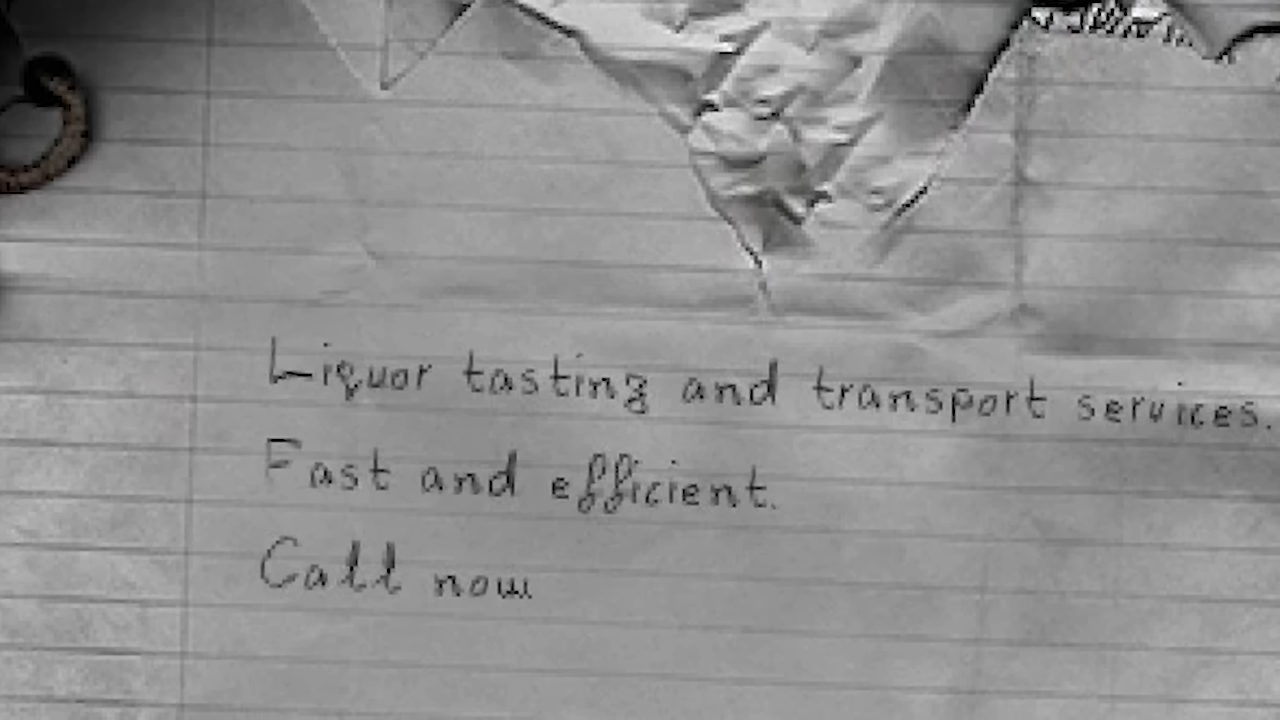 Liquor tasting and transport services.
Fast and efficient.
Call now